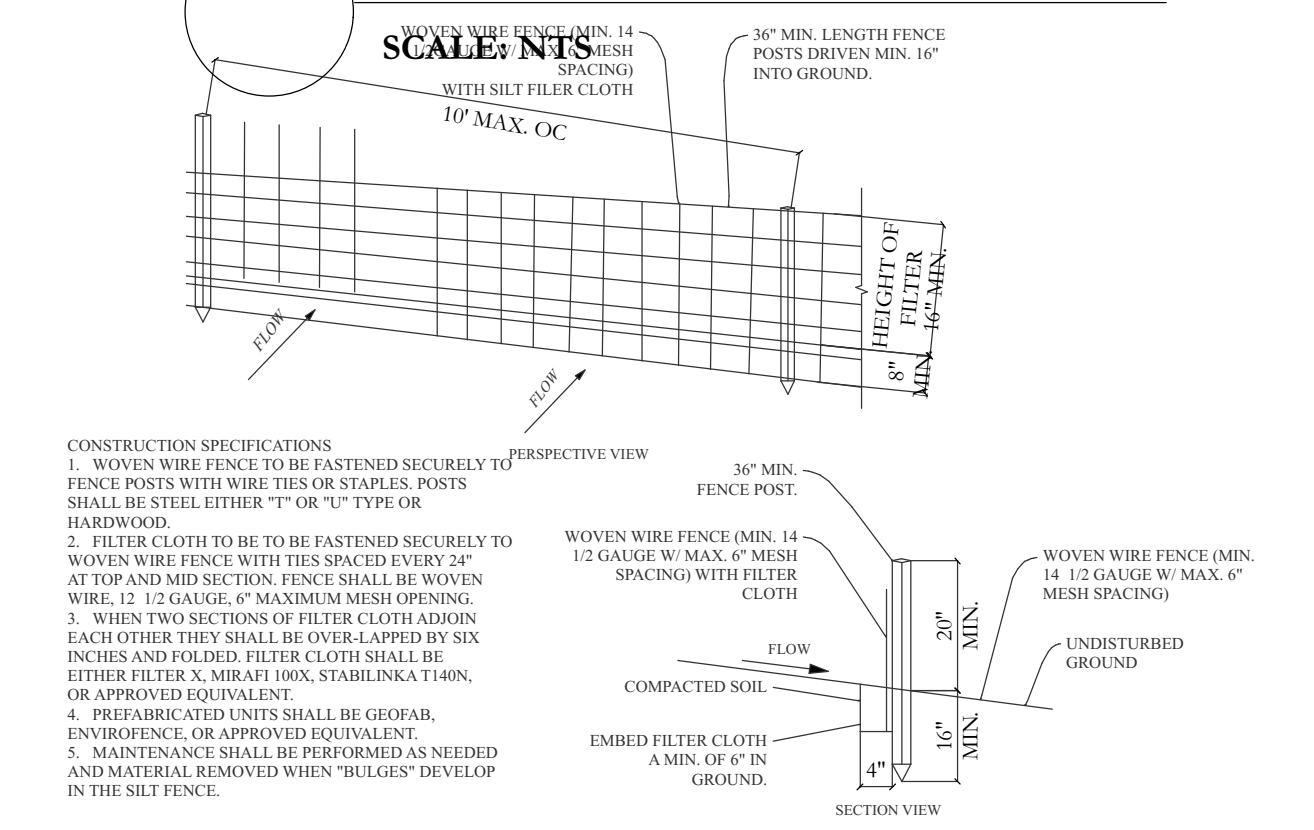 SCALE: NTS
WOVEN WIRE FENCE (MIN. 14
1/2GAUGE W/ MAX. 6" MESH
SPACING)
WITH SILT FILER CLOTH
36" MIN. LENGTH FENCE
POSTS DRIVEN MIN. 16"
INTO GROUND.
10' MAX. OC
HEIGHT OF
FILTER
16" MIN.
8"
MIN.
FLOW
FLOW
PERSPECTIVE VIEW
CONSTRUCTION SPECIFICATIONS
1. WOVEN WIRE FENCE TO BE FASTENED SECURELY TO
FENCE POSTS WITH WIRE TIES OR STAPLES. POSTS
SHALL BE STEEL EITHER "T" OR "U" TYPE OR
HARDWOOD.
2. FILTER CLOTH TO BE TO BE FASTENED SECURELY TO
WOVEN WIRE FENCE WITH TIES SPACED EVERY 24"
AT TOP AND MID SECTION. FENCE SHALL BE WOVEN
WIRE, 12 1/2 GAUGE, 6" MAXIMUM MESH OPENING.
3. WHEN TWO SECTIONS OF FILTER CLOTH ADJOIN
EACH OTHER THEY SHALL BE OVER-LAPPED BY SIX
INCHES AND FOLDED. FILTER CLOTH SHALL BE
EITHER FILTER X, MIRAFI 100X, STABILINKA T140N,
OR APPROVED EQUIVALENT.
4. PREFABRICATED UNITS SHALL BE GEOFAB,
ENVIROFENCE, OR APPROVED EQUIVALENT.
5. MAINTENANCE SHALL BE PERFORMED AS NEEDED
AND MATERIAL REMOVED WHEN "BULGES" DEVELOP
IN THE SILT FENCE.
36" MIN.
FENCE POST.
WOVEN WIRE FENCE (MIN. 14
1/2 GAUGE W/ MAX. 6" MESH
SPACING) WITH FILTER
CLOTH
FLOW
COMPACTED SOIL
EMBED FILTER CLOTH
A MIN. OF 6" IN
GROUND.
4"
20"
MIN.
16"
MIN.
WOVEN WIRE FENCE (MIN.
14 1/2 GAUGE W/ MAX. 6"
MESH SPACING)
UNDISTURBED
GROUND
SECTION VIEW